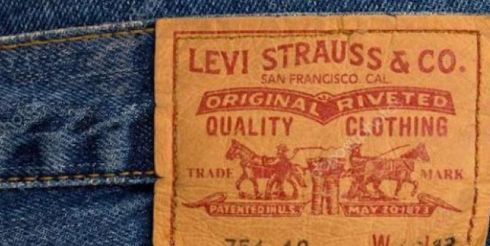 LEVI STRAUSS & CO.
SAN FRANCISCO. CAL.
ORIGINAL RIVETED
QUALITY CLOTHING
TRADE MARK
PATENTED IN U.S. MAY 20 1873
W